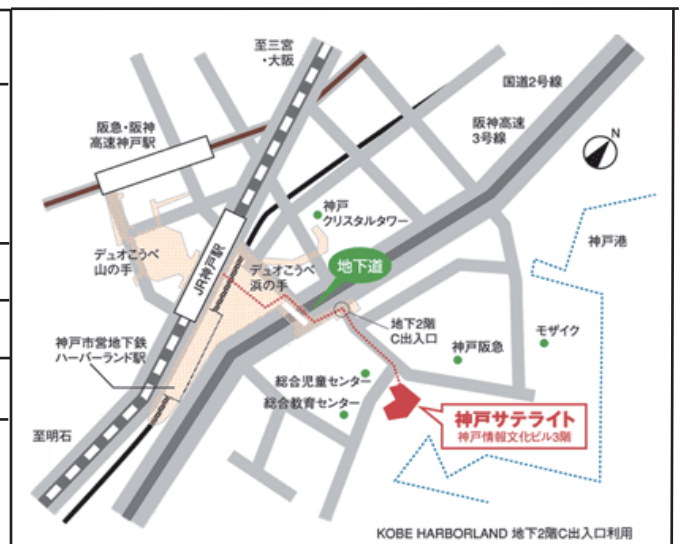 至三宮
・大阪
国道2号線
阪急・阪神
高速神戸駅
阪神高速
3号線
N
神戸
クリスタルタワー
神戸港
デュオこうべ
山の手
JR神戸駅
デュオこうべ
浜の手
地下道
地下2階
C出入口
モザイク
神戸阪急
神戸市営地下鉄
ハーバーランド駅
総合児童センター
総合教育センター
神戸サテライト
神戸情報文化ビル3階
至明石
KOBE HARBORLAND 地下2階C出入口利用